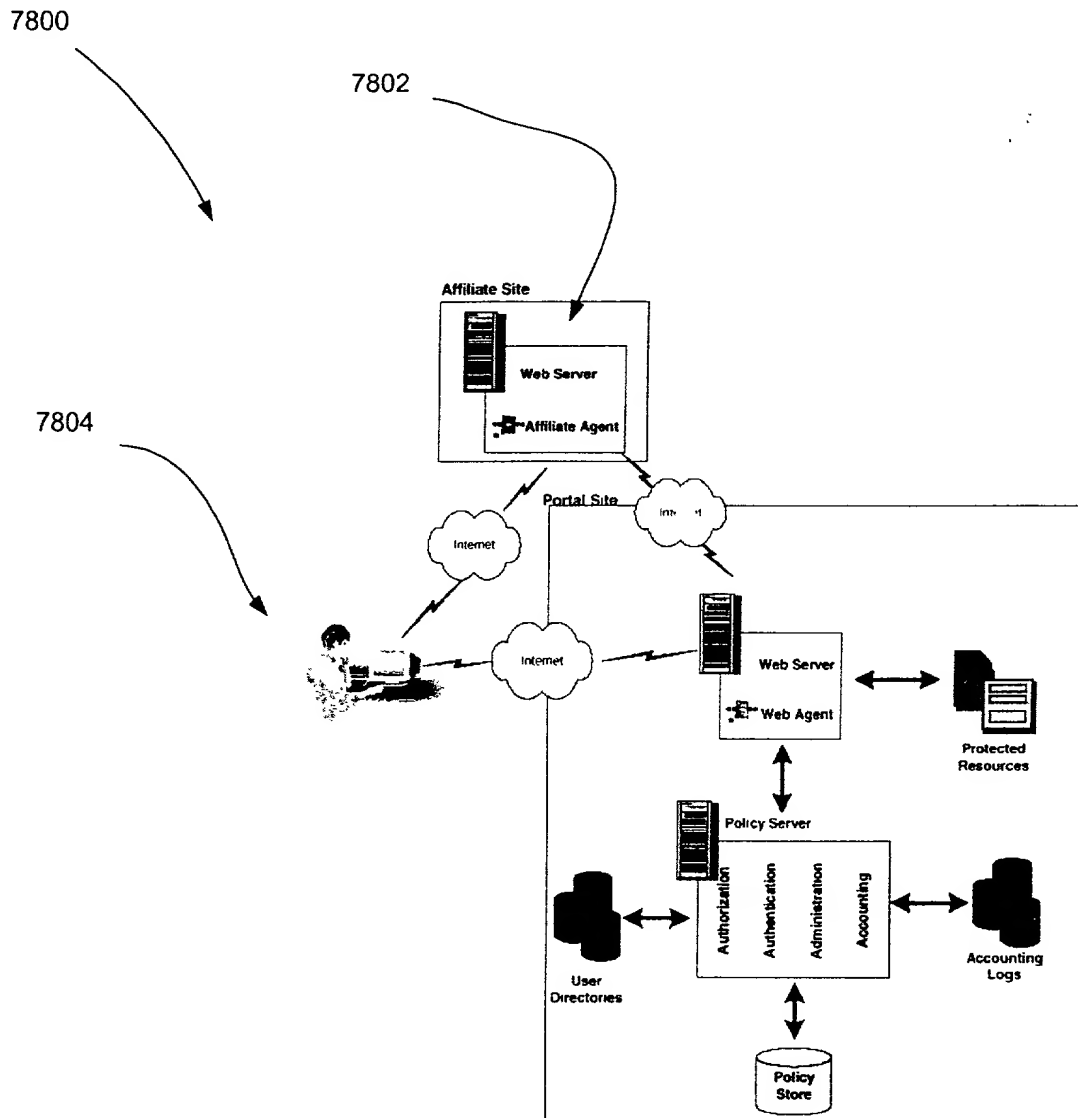 7800
7802
Affiliate Site
Web Server
Affiliate Agent
7804
Portal Site
Internet
Internet
Web Server
Web Agent
Protected
Resources
Policy Server
Authorization
Authentication
Administration
Accounting
User
Directories
Accounting
Logs
Policy
Store